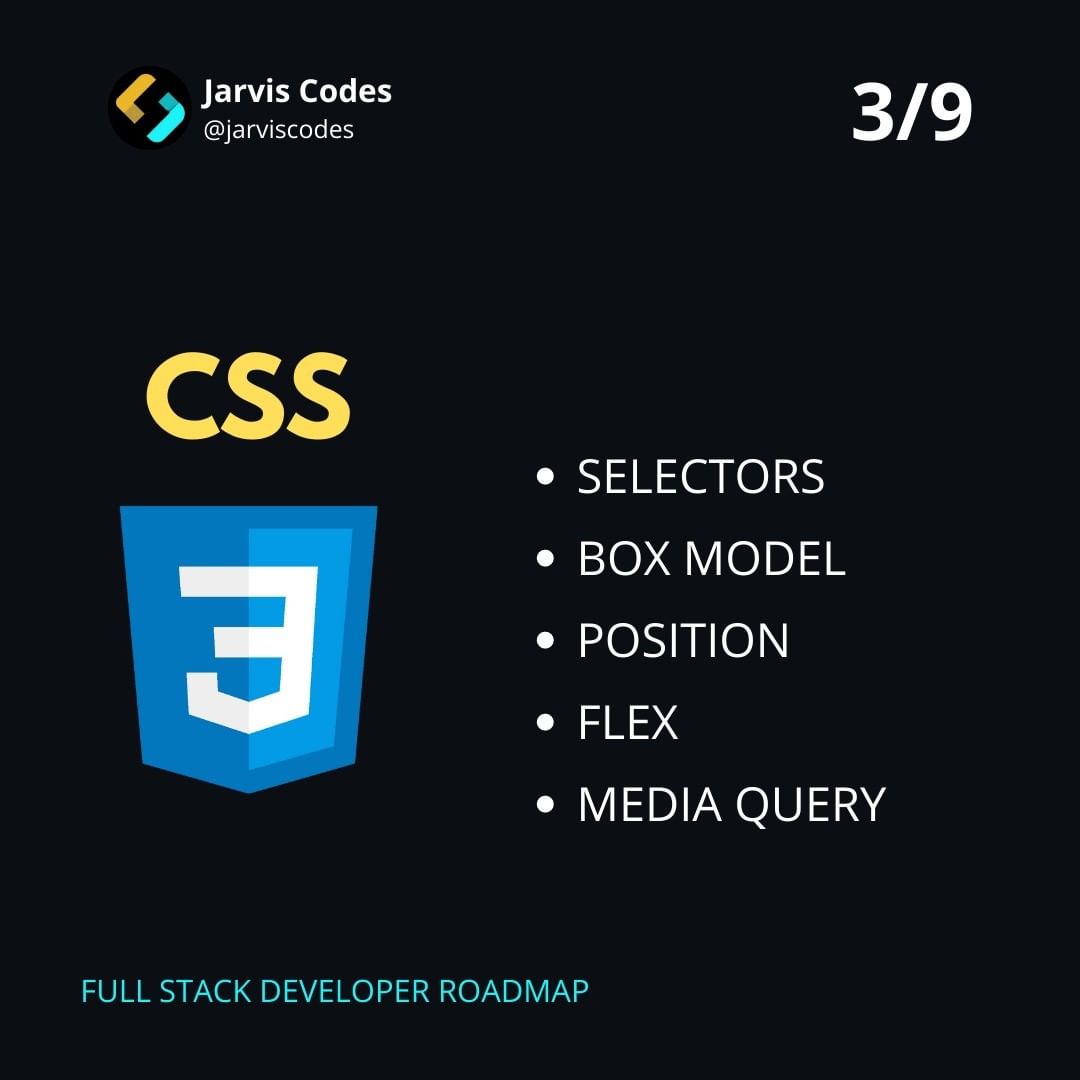 Jarvis Codes
@jarviscodes
3/9
CSS
3
• SELECTORS
• BOX MODEL
• POSITION
• FLEX
• MEDIA QUERY
FULL STACK DEVELOPER ROADMAP